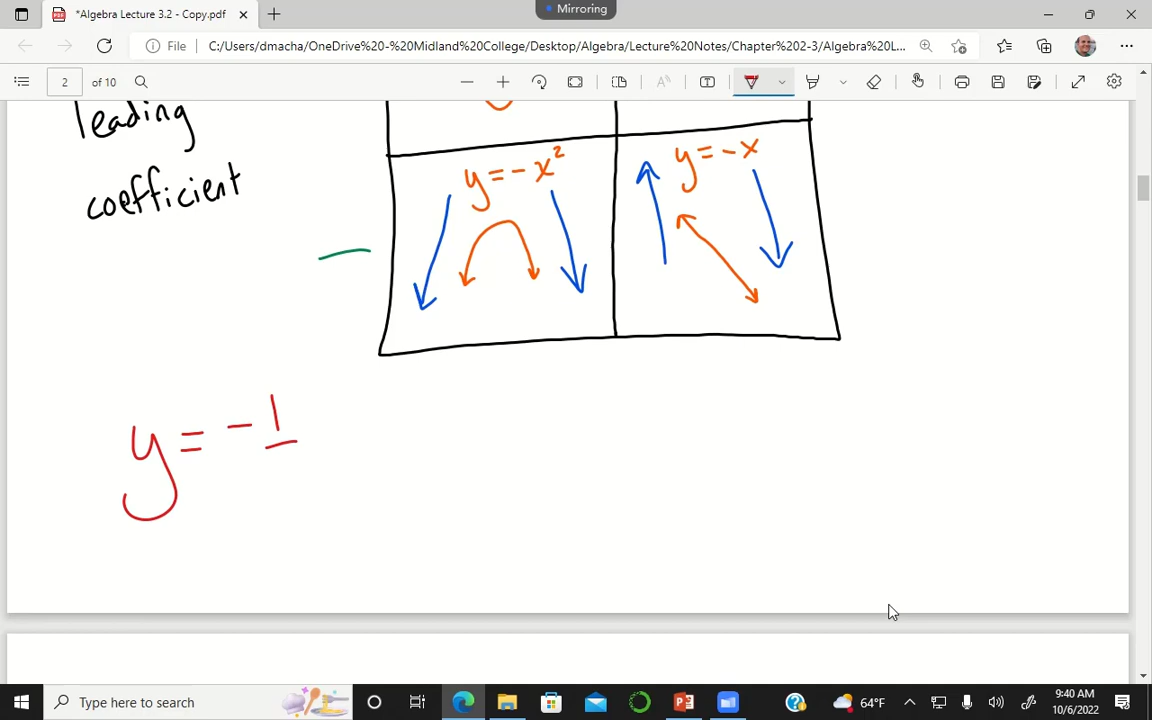 Mirroring
*Algebra Lecture 3.2 - Copy.pdf
File C:/Users/dmacha/OneDrive%20-%20Midland%20College/Desktop/Algebra/Lecture%20Notes/Chapter%202-3/Algebra%20L...
2 of 10
leading
coefficient
y = -x²
y = -x
—
y = -1
Type here to search
64°F
9:40 AM
10/6/2022